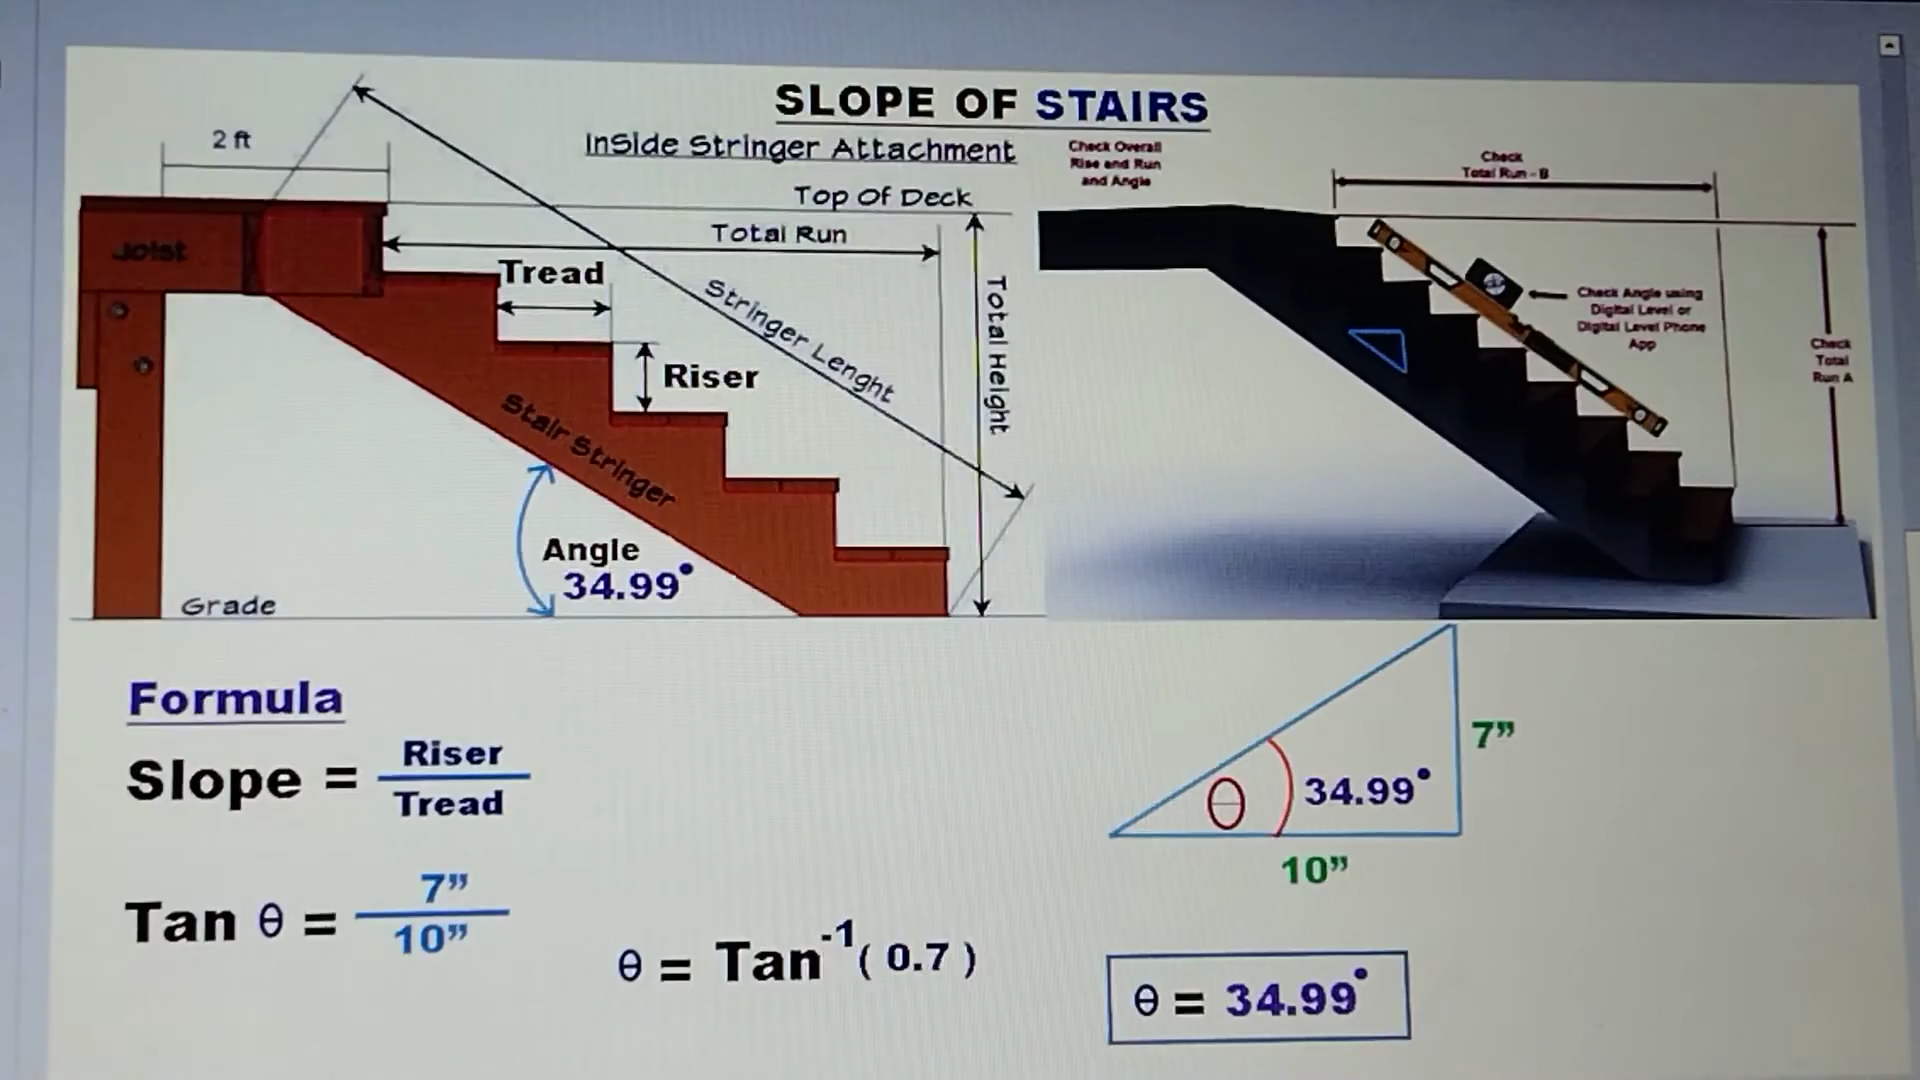 SLOPE OF STAIRS
InSide Stringer Attachment
2 ft
Top Of Deck
Total Run
Joist
Tread
Riser
Stringer Lenght
Total Height
Stair Stringer
Angle
34.99°
Grade
Check Overall
Rise and Run
and Angle
Check
Total Run - B
Check Angle using
Digital Level or
Digital Level Phone
App
Check
Total
Run A
Formula
Slope = Riser
Tread
Tan θ = 7”
10”
θ = Tan-1 ( 0.7 )
7”
θ 34.99°
10”
θ = 34.99°